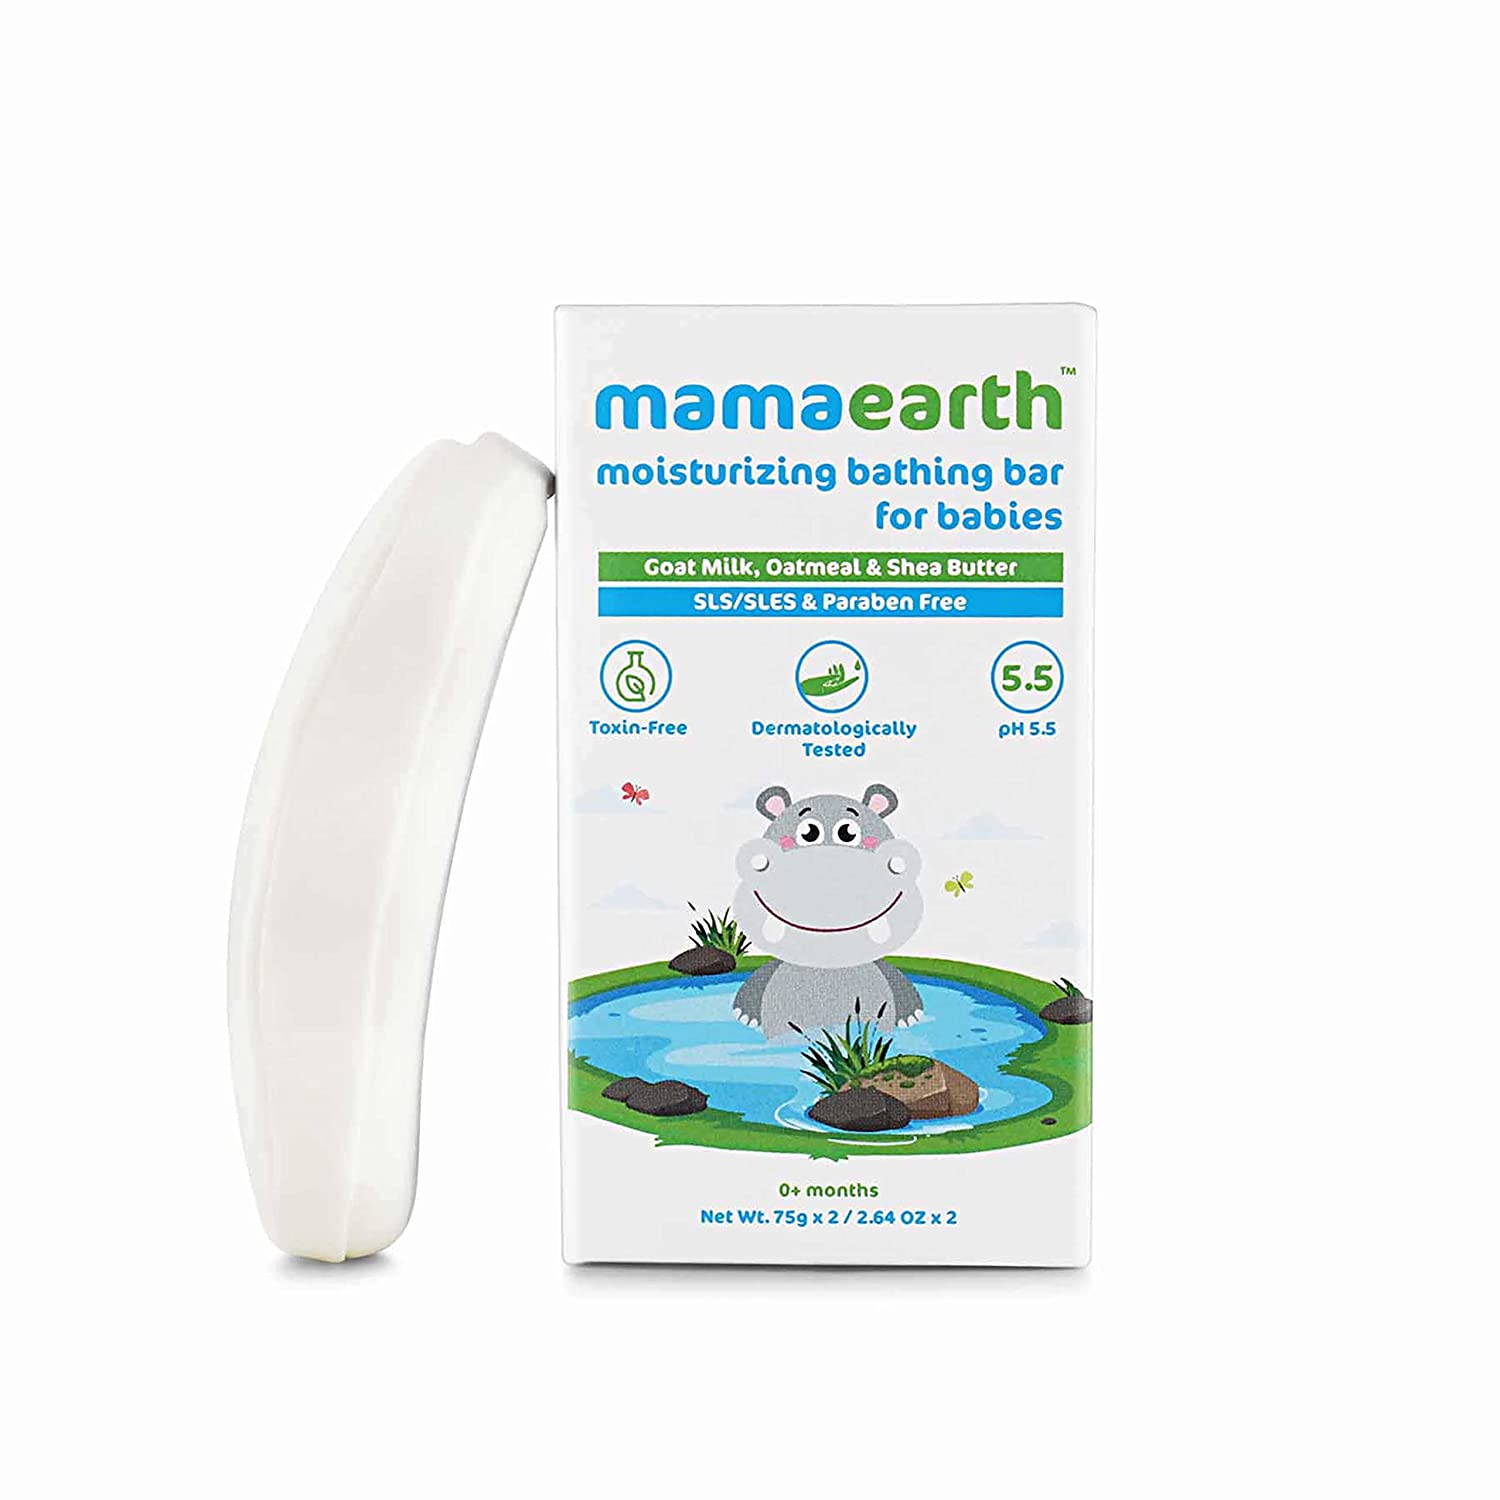 mamaearth™
moisturizing bathing bar
for babies
Goat Milk, Oatmeal & Shea Butter
SLS/SLES & Paraben Free
5.5
Toxin-Free
Dermatologically
Tested
pH 5.5
0+ months
Net Wt. 75g x 2 / 2.64 OZ x 2